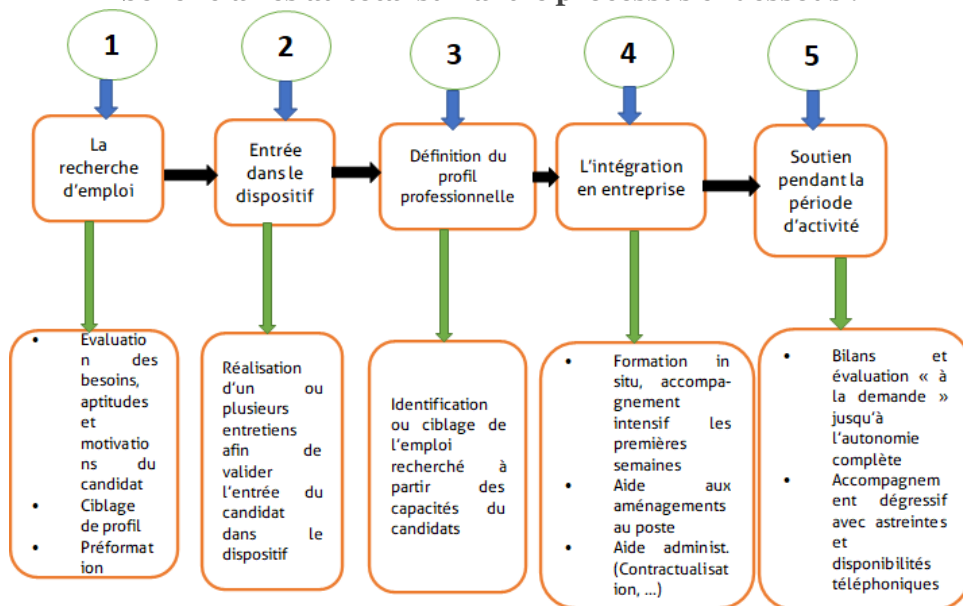 1
2
3
4
5
La
recherche
d'emploi
Entrée
dans le
dispositif
Définition du
profil
professionnelle
L'intégration
en entreprise
Soutien
pendant la
période
d'activité
• Evaluatio
n des
besoins,
aptitudes
et
motivatio
ns du
candidat
• Ciblage
de profil
• Préformat
ion
Réalisation
d'un ou
plusieurs
entretiens
afin de
valider
l'entrée du
candidat
dans le
dispositif
Identification
ou ciblage de
l'emploi
recherché à
partir des
capacités du
candidats
• Formation in
situ, accompa-
gnement
intensif les
premières
semaines
• Aide aux
aménagements
au poste
• Aide administ.
(Contractualisat
ion, ...)
• Bilans et
évaluation « à
la demande »
jusqu'à
l'autonomie
complète
• Accompagnem
ent dégressif
avec astreintes
et
disponibilités
téléphoniques